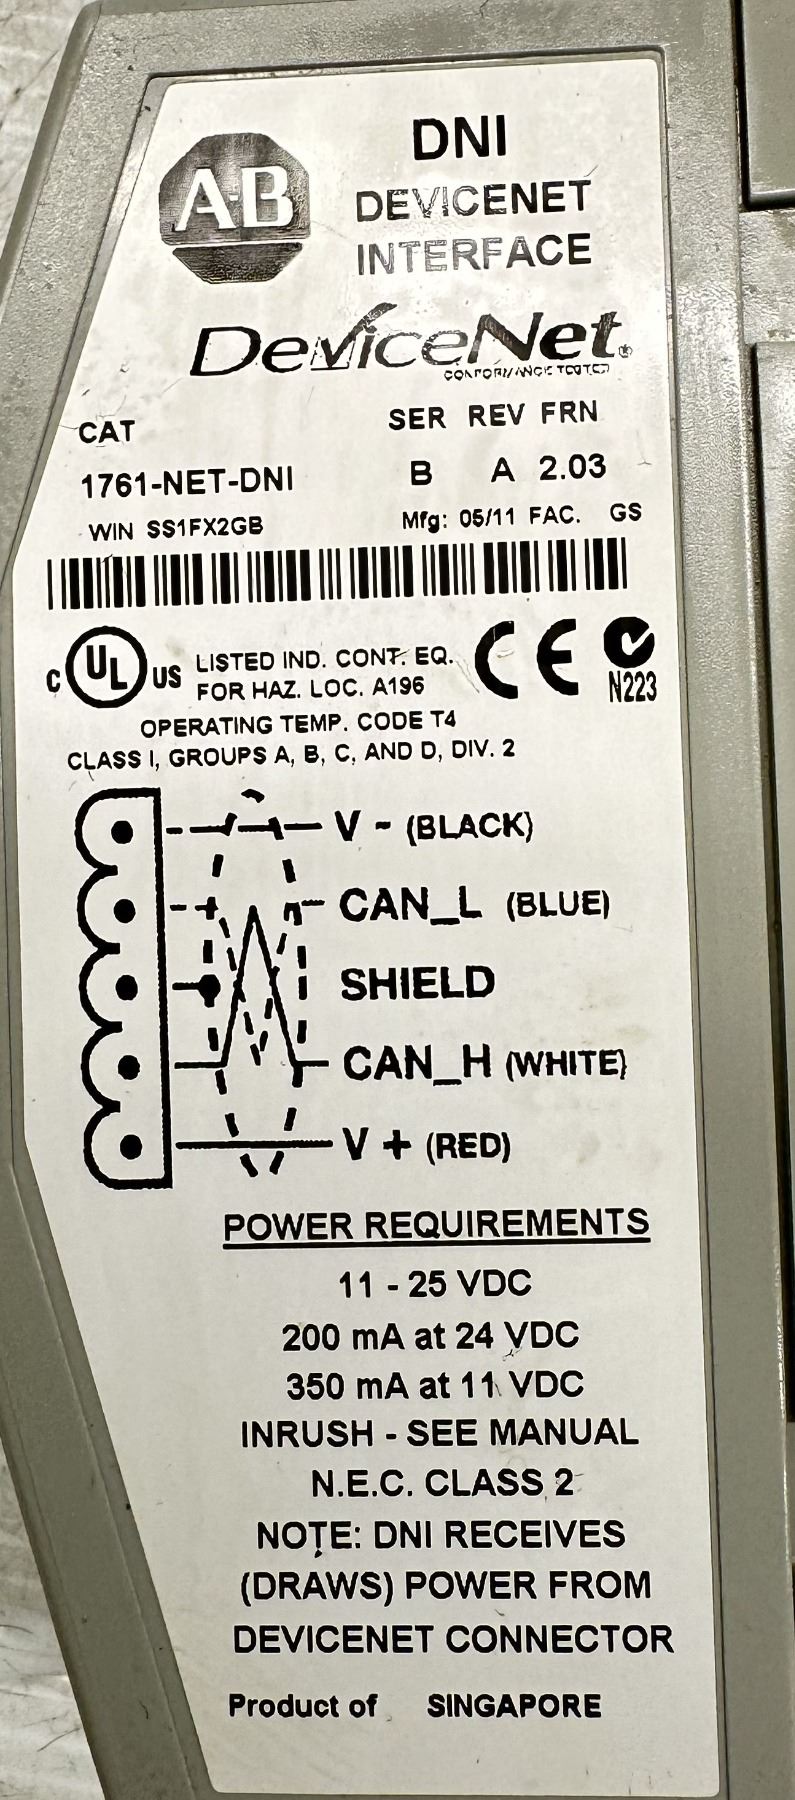 A-B
DNI
DEVICENET
INTERFACE
DeviceNet®
CONFORMANCE TESTED
CAT SER REV FRN
1761-NET-DNI B A 2.03
WIN SS1FX2GB Mfg: 05/11 FAC. GS
C UL US LISTED IND. CONT. EQ.
FOR HAZ. LOC. A196
CE N223
OPERATING TEMP. CODE T4
CLASS I, GROUPS A, B, C, AND D, DIV. 2
V - (BLACK)
CAN_L (BLUE)
SHIELD
CAN_H (WHITE)
V + (RED)
POWER REQUIREMENTS
11 - 25 VDC
200 mA at 24 VDC
350 mA at 11 VDC
INRUSH - SEE MANUAL
N.E.C. CLASS 2
NOTE: DNI RECEIVES
(DRAWS) POWER FROM
DEVICENET CONNECTOR
Product of SINGAPORE